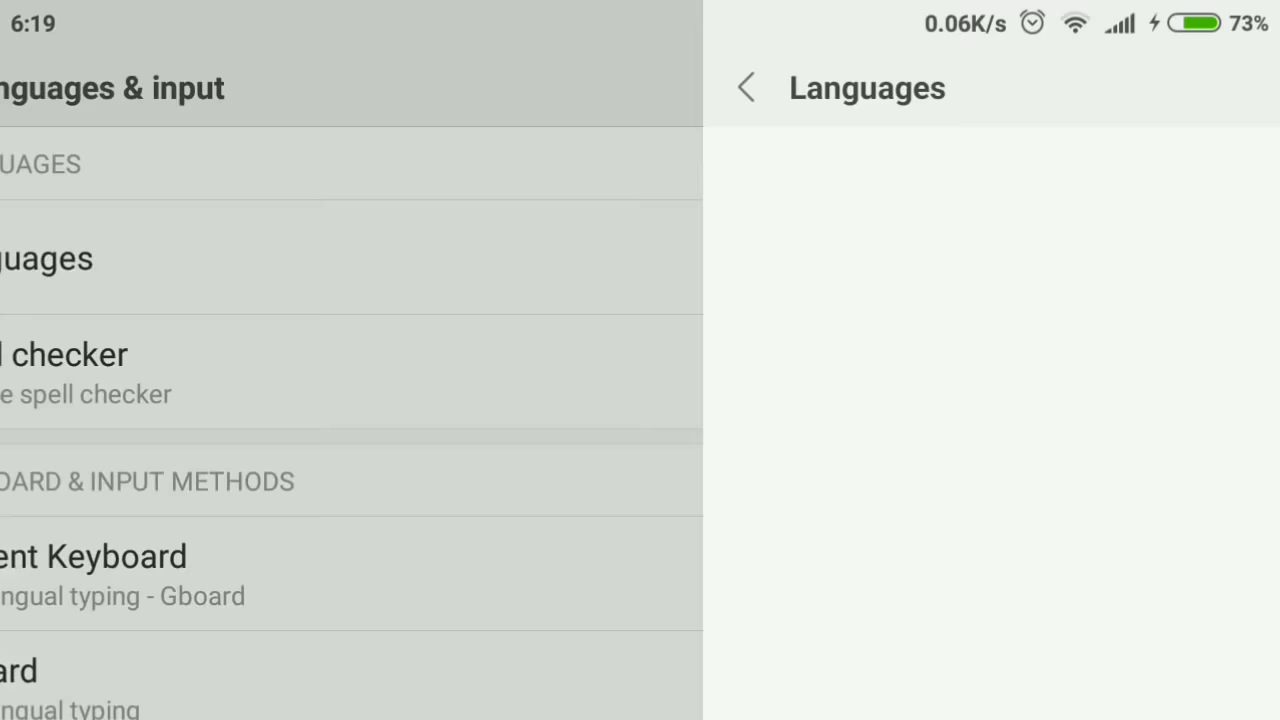 6:19
0.06K/s
73%
nguages & input
Languages
UAGES
guages
l checker
e spell checker
OARD & INPUT METHODS
ent Keyboard
ngual typing - Gboard
ard
ngual typing